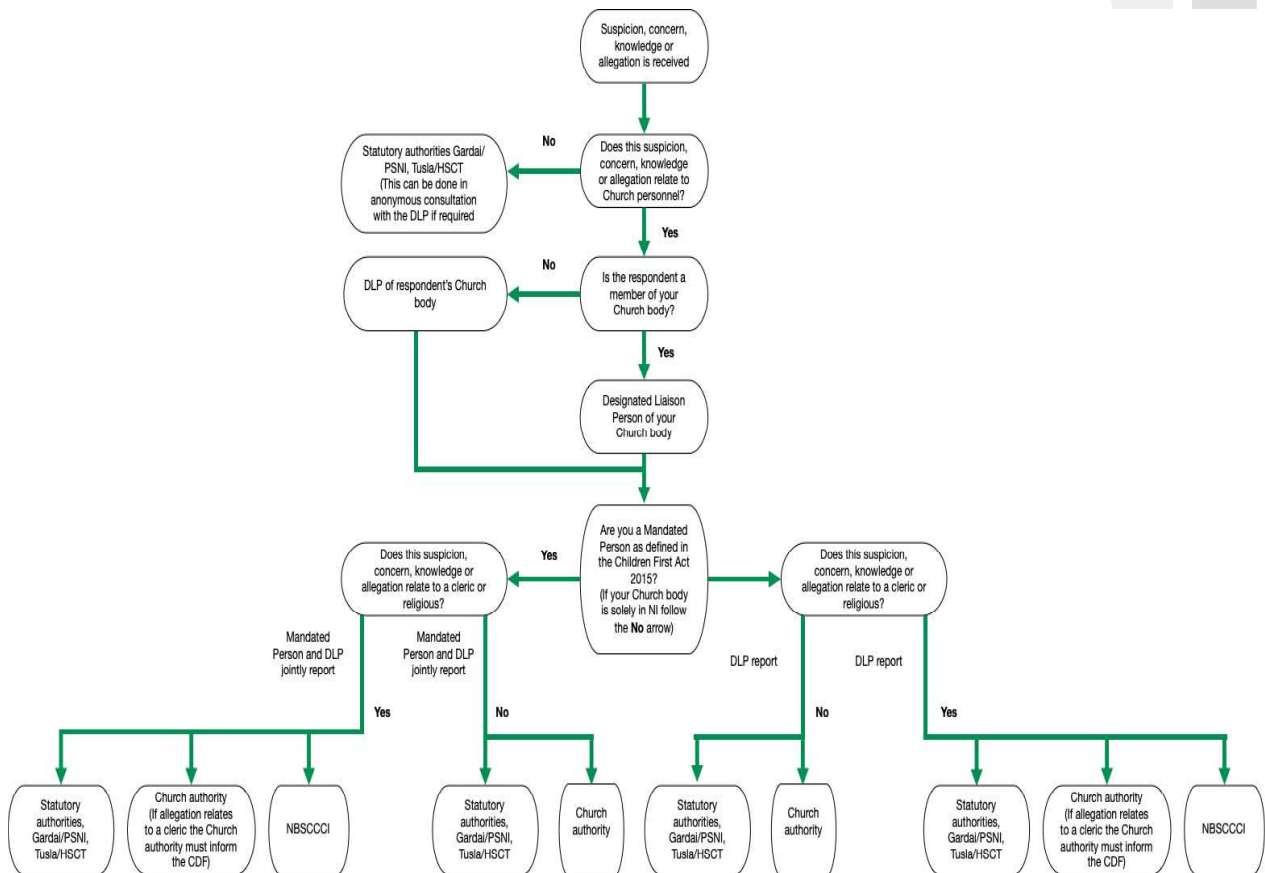 Suspicion, concern,
knowledge or
allegation is received
No
Statutory authorities Gardai/
PSNI, Tusla/HSCT
(This can be done in
anonymous consultation
with the DLP if required
Does this suspicion,
concern, knowledge
or allegation relate to
Church personnel?
Yes
No
DLP of respondent's Church
body
Is the respondent a
member of your
Church body?
Yes
Designated Liaison
Person of your
Church body
Are you a Mandated
Person as defined in
the Children First Act
2015?
(If your Church body
is solely in NI follow
the No arrow)
Yes
Does this suspicion,
concern, knowledge or
allegation relate to a cleric or
religious?
Does this suspicion,
concern, knowledge or
allegation relate to a cleric or
religious?
Mandated
Person and DLP
jointly report
Mandated
Person and DLP
jointly report
DLP report
DLP report
Yes
No
No
Yes
Statutory
authorities,
Gardai/PSNI,
Tusla/HSCT
Church authority
(If allegation relates
to a cleric the Church
authority must inform
the CDF)
NBSCCCI
Statutory
authorities,
Gardai/PSNI,
Tusla/HSCT
Church
authority
Statutory
authorities,
Gardai/PSNI,
Tusla/HSCT
Church
authority
Statutory
authorities,
Gardai/PSNI,
Tusla/HSCT
Church authority
(If allegation relates
to a cleric the Church
authority must inform
the CDF)
NBSCCCI